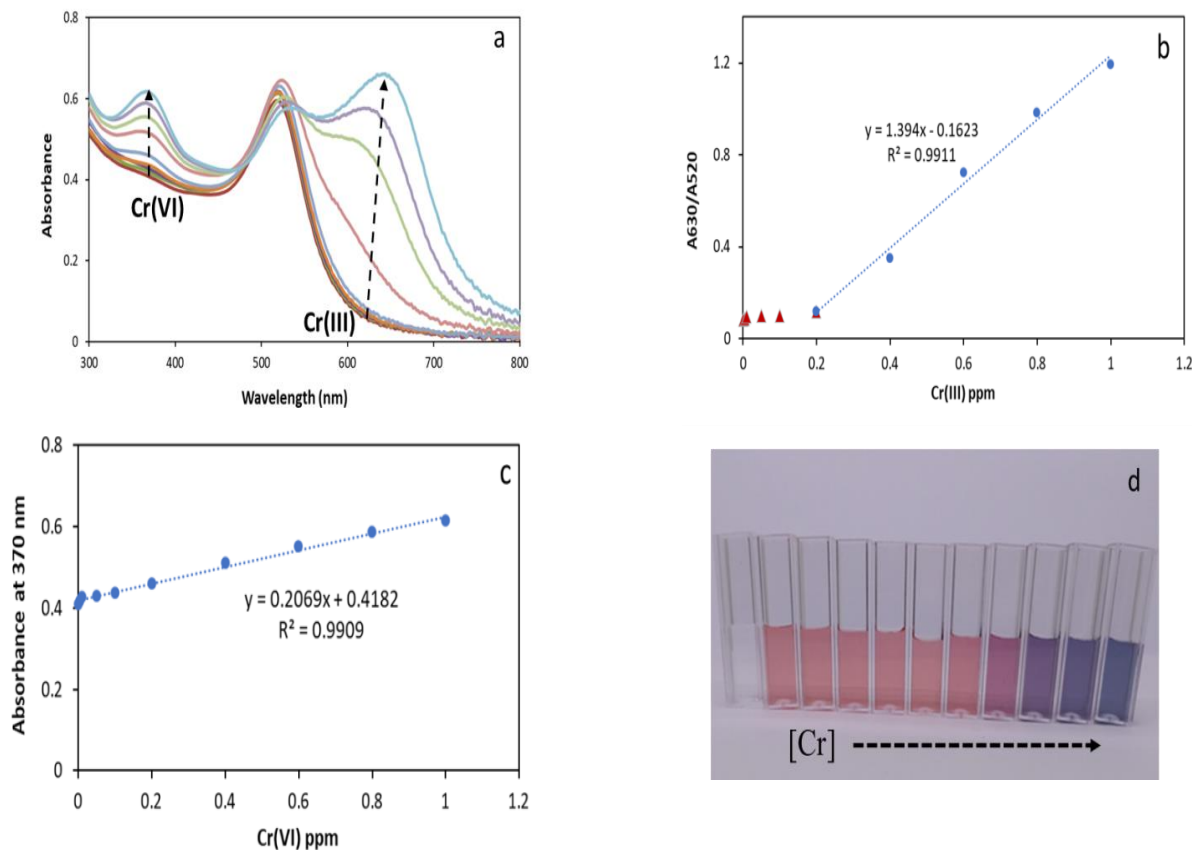 a
0.8
0.6
0.4
0.2
0
300
400
500
600
700
800
Absorbance
Wavelength (nm)
Cr(VI)
Cr(III)
b
1.2
0.8
0.4
0
0
0.2
0.4
0.6
0.8
1
1.2
A630/A520
Cr(III) ppm
y = 1.394x - 0.1623
R² = 0.9911
c
0.8
0.6
0.4
0.2
0
0
0.2
0.4
0.6
0.8
1
1.2
Absorbance at 370 nm
Cr(VI) ppm
y = 0.2069x + 0.4182
R² = 0.9909
d
[Cr]